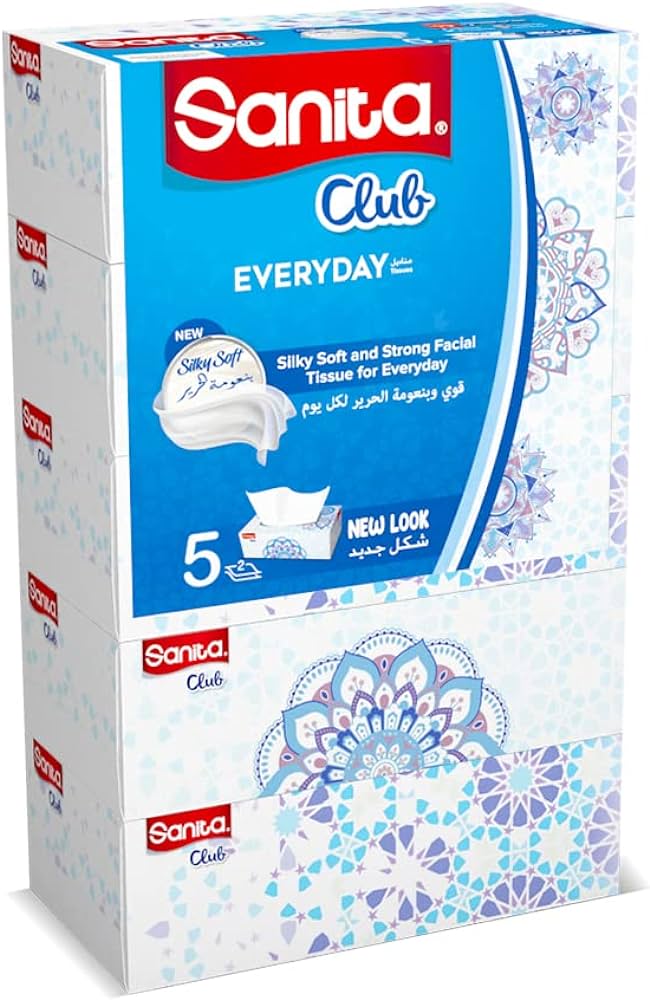 Sanita®
Club
EVERYDAY مناديل
Tissues
NEW
Silky Soft
بنعومة الحرير
Silky Soft and Strong Facial
Tissue for Everyday
قوي وبنعومة الحرير لكل يوم
5
2
NEW LOOK
شكل جديد
Sanita.
Club
Sanita.
Club
Sanita.
Club
Sanita.
Club
Sanita.
Club
Sanita.
Club
Sanita.
Club